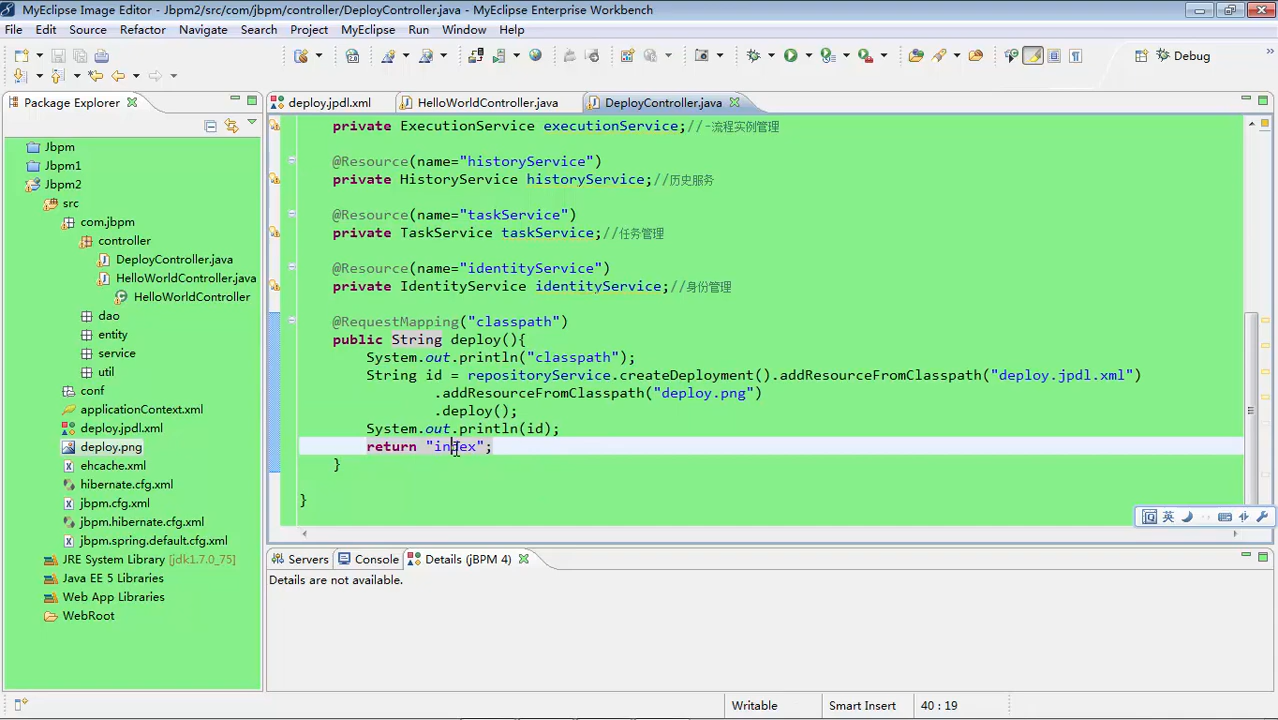 MyEclipse Image Editor - Jbpm2/src/com/jbpm/controller/DeployController.java - MyEclipse Enterprise Workbench
File Edit Source Refactor Navigate Search Project MyEclipse Run Window Help
Debug
Package Explorer
deploy.jpdl.xml HelloWorldController.java DeployController.java
Jbpm
Jbpm1
Jbpm2
src
com.jbpm
controller
DeployController.java
HelloWorldController.java
HelloWorldController
dao
entity
service
util
conf
applicationContext.xml
deploy.jpdl.xml
deploy.png
ehcache.xml
hibernate.cfg.xml
jbpm.cfg.xml
jbpm.hibernate.cfg.xml
jbpm.spring.default.cfg.xml
JRE System Library [jdk1.7.0_75]
Java EE 5 Libraries
Web App Libraries
WebRoot
private ExecutionService executionService;//-流程实例管理
@Resource(name="historyService")
private HistoryService historyService;//历史服务
@Resource(name="taskService")
private TaskService taskService;//任务管理
@Resource(name="identityService")
private IdentityService identityService;//身份管理
@RequestMapping("classpath")
public String deploy(){
System.out.println("classpath");
String id = repositoryService.createDeployment().addResourceFromClasspath("deploy.jpdl.xml")
.addResourceFromClasspath("deploy.png")
.deploy();
System.out.println(id);
return "index";
}
}
英
Servers Console Details (jBPM 4)
Details are not available.
Writable Smart Insert 40 : 19